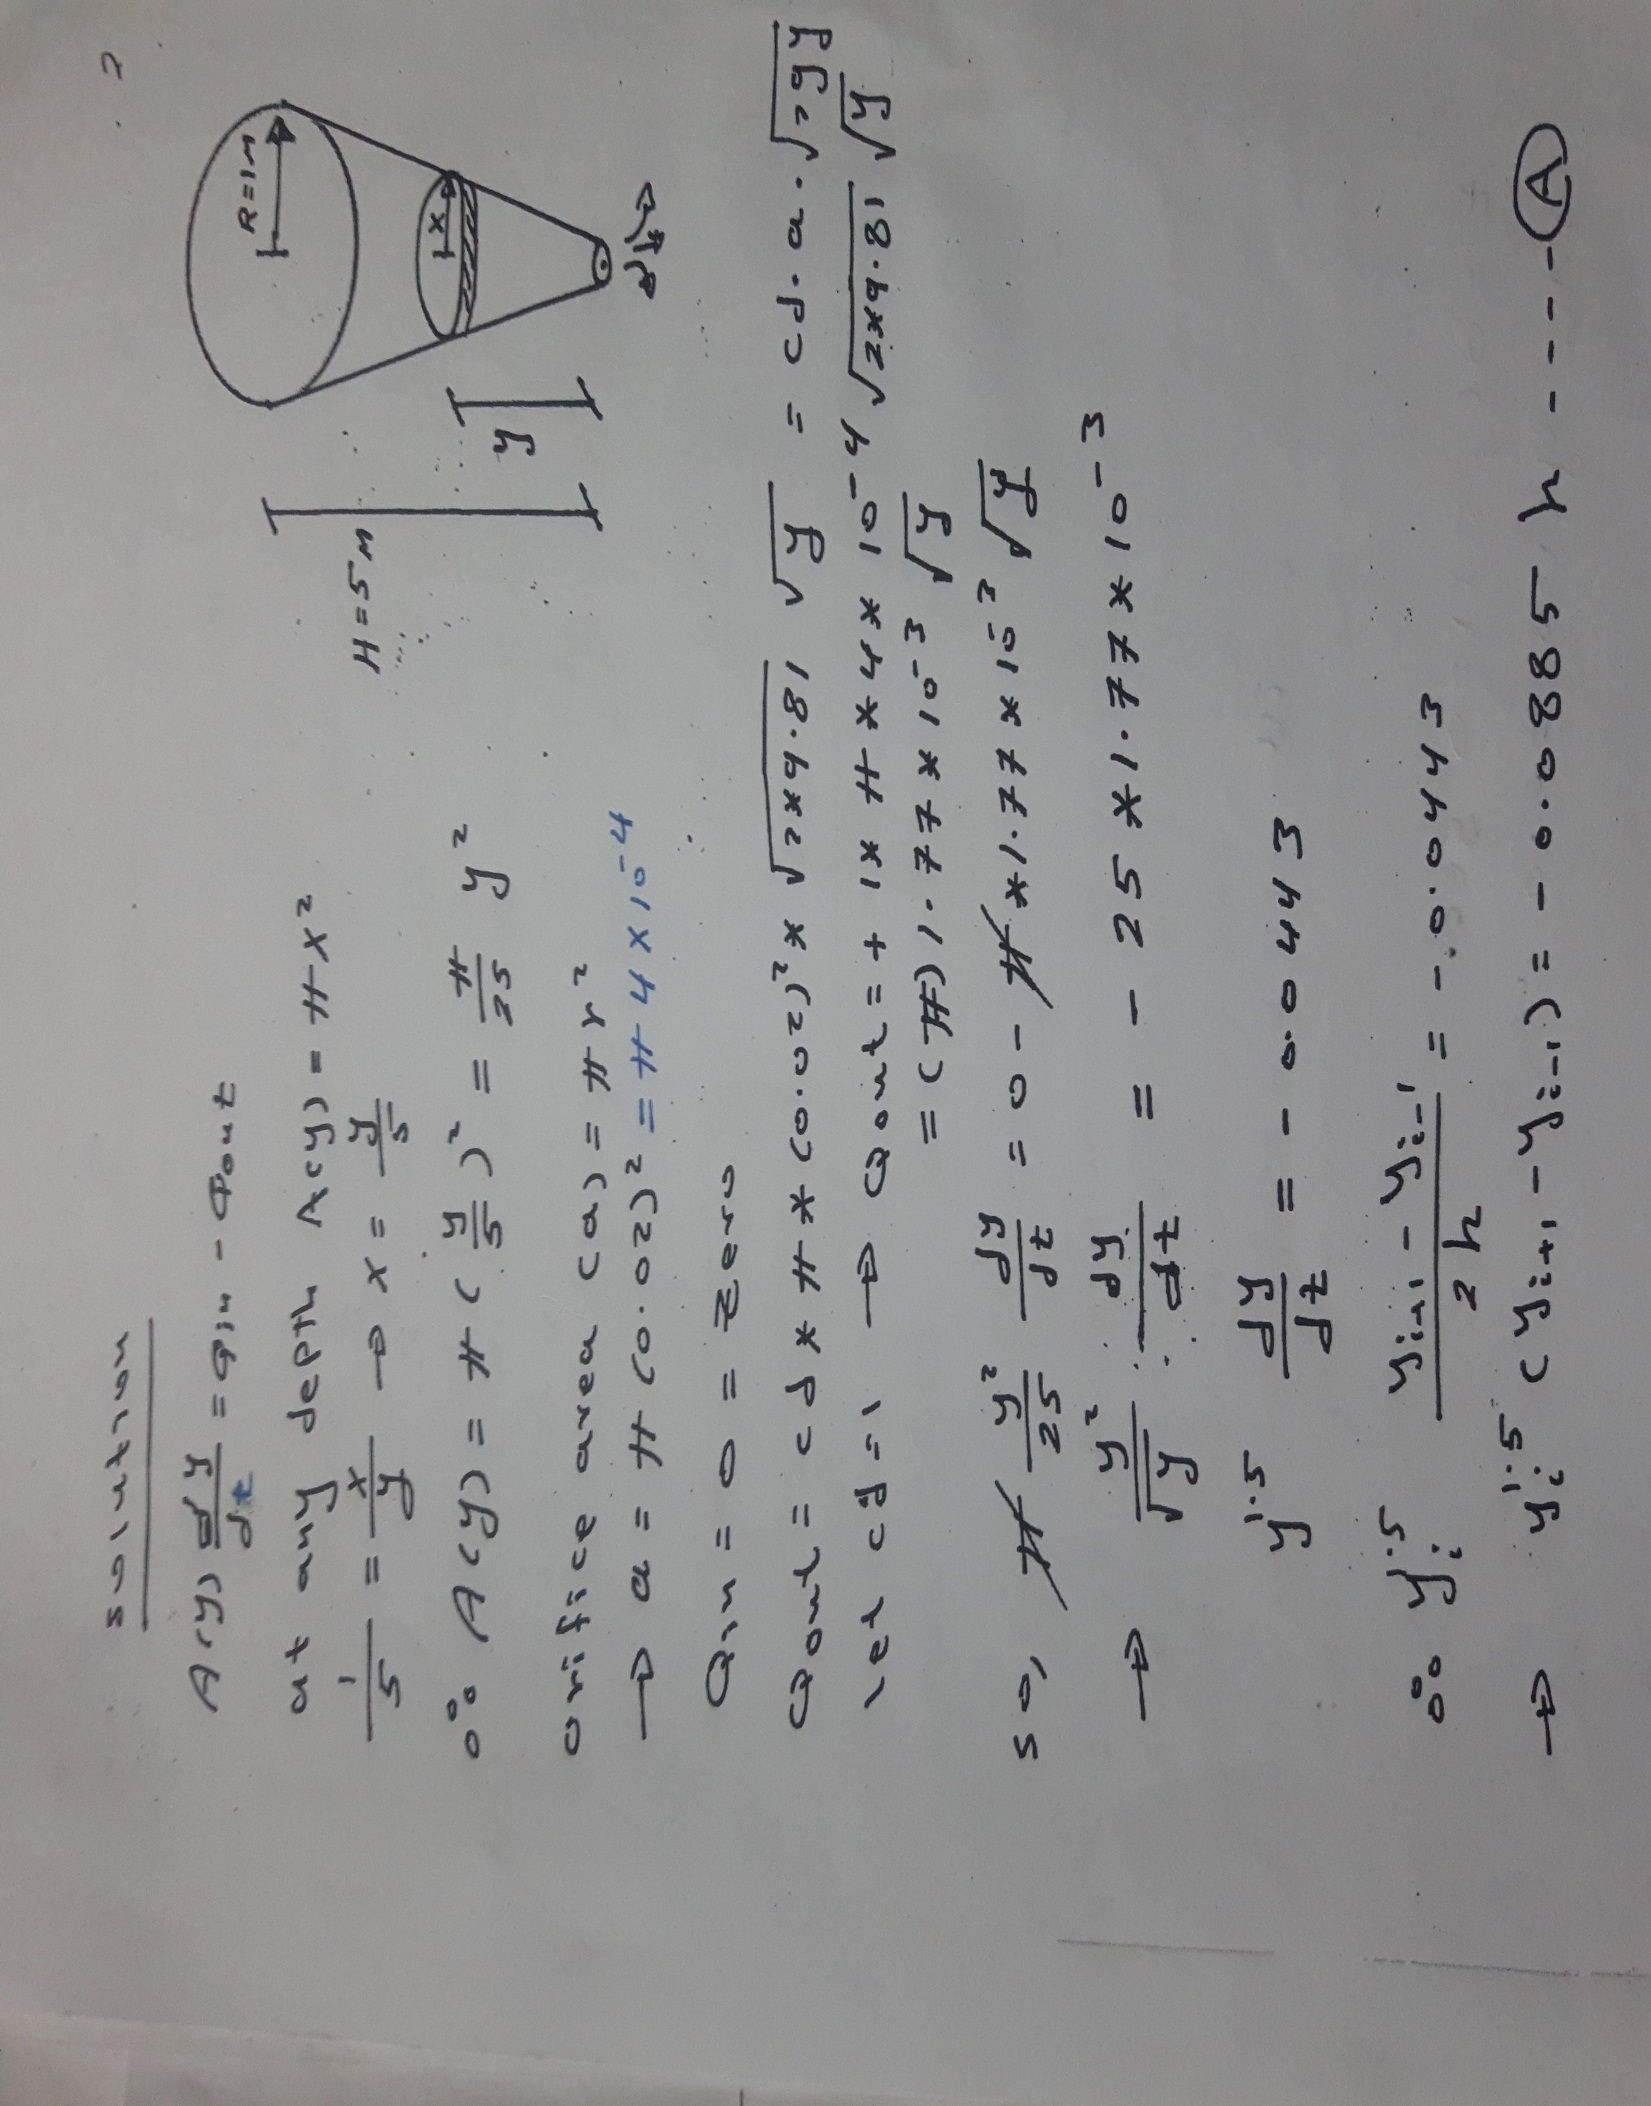 solution
R=1m
A(y) dy/dt = Qin - Qout
H=5m
x
y
at any depth A(y) = π x²
1/5 = x/y → x = y/5
∴ A(y) = π (y/5)² = π/25 y²
orifice area (a) = π r²
→ a = π (0.02)² = π 4 × 10⁻⁴
Qin = 0 = zero
Qout = cd * π * (0.02)² * √2*9.81 √y = cd . a . √2gy
let cd = 1 → Qout = + 1 * π * 4 * 10⁻⁴ √2*9.81 √y
= (π) 1.77 * 10⁻³ √y
so, π y²/25 dy/dt = 0 - π * 1.77 * 10⁻³ √y
→ y²/√y . dy/dt = - 25 * 1.77 * 10⁻³
y^1.5 dy/dt = - 0.0443
∴ yᵢ^1.5 (yᵢ₊₁ - yᵢ₋₁)/2h = - 0.0443
→ yᵢ^1.5 (yᵢ₊₁ - yᵢ₋₁) = - 0.0885 h ---- A